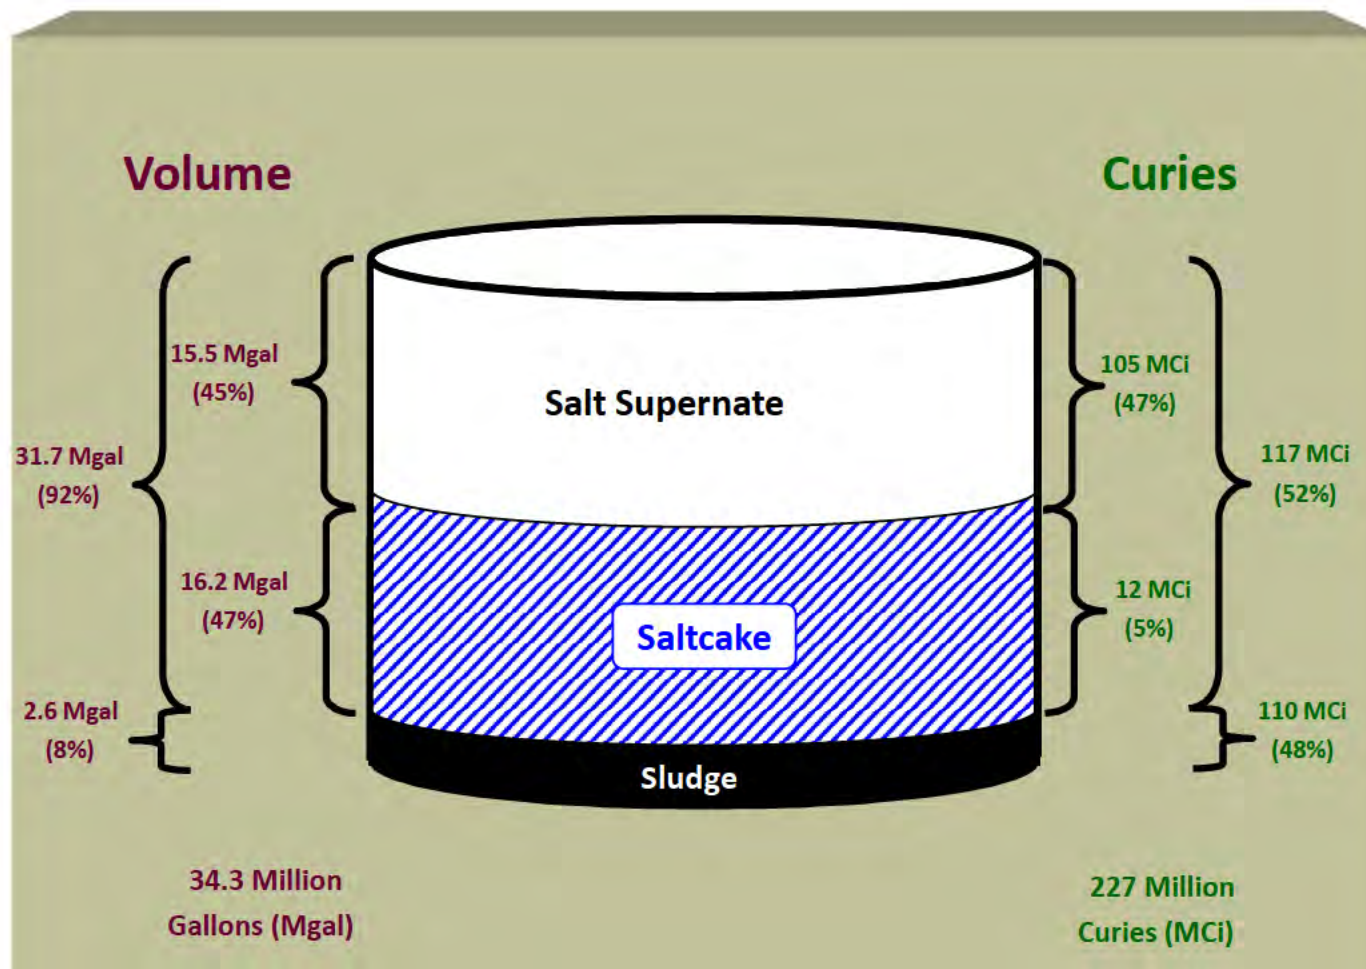 Volume
Curies
15.5 Mgal
(45%)
31.7 Mgal
(92%)
16.2 Mgal
(47%)
2.6 Mgal
(8%)
Salt Supernate
Saltcake
Sludge
105 MCi
(47%)
117 MCi
(52%)
12 MCi
(5%)
110 MCi
(48%)
34.3 Million
Gallons (Mgal)
227 Million
Curies (MCi)